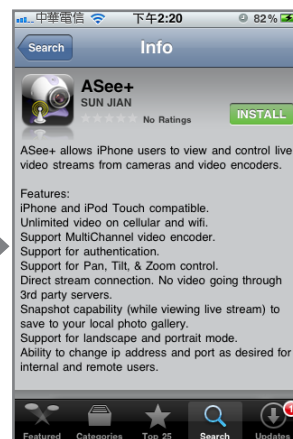 中華電信 下午2:20 82%
Search Info
ASee+
SUN JIAN
No Ratings
INSTALL
ASee+ allows iPhone users to view and control live
video streams from cameras and video encoders.
Features:
iPhone and iPod Touch compatible.
Unlimited video on cellular and wifi.
Support MultiChannel video encoder.
Support for authentication.
Support for Pan, Tilt, & Zoom control.
Direct stream connection. No video going through
3rd party servers.
Snapshot capability (while viewing live stream) to
save to your local photo gallery.
Support for landscape and portrait mode.
Ability to change ip address and port as desired for
internal and remote users.
Featured Categories Top 25 Search Updates